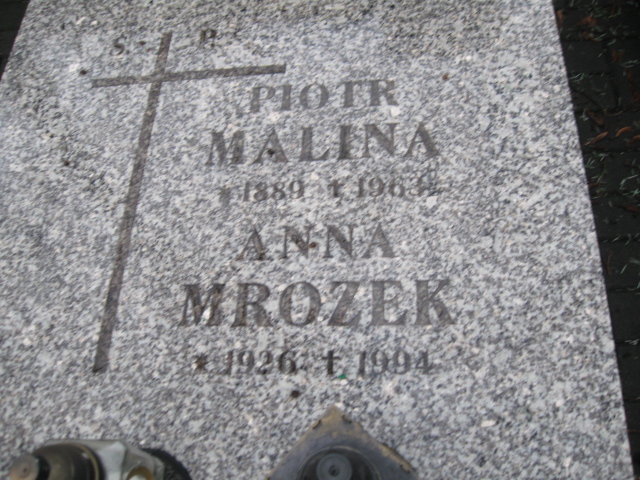 S. P.
PIOTR
MALINA
* 1889 † 1963
ANNA
MROZEK
* 1926 † 1994